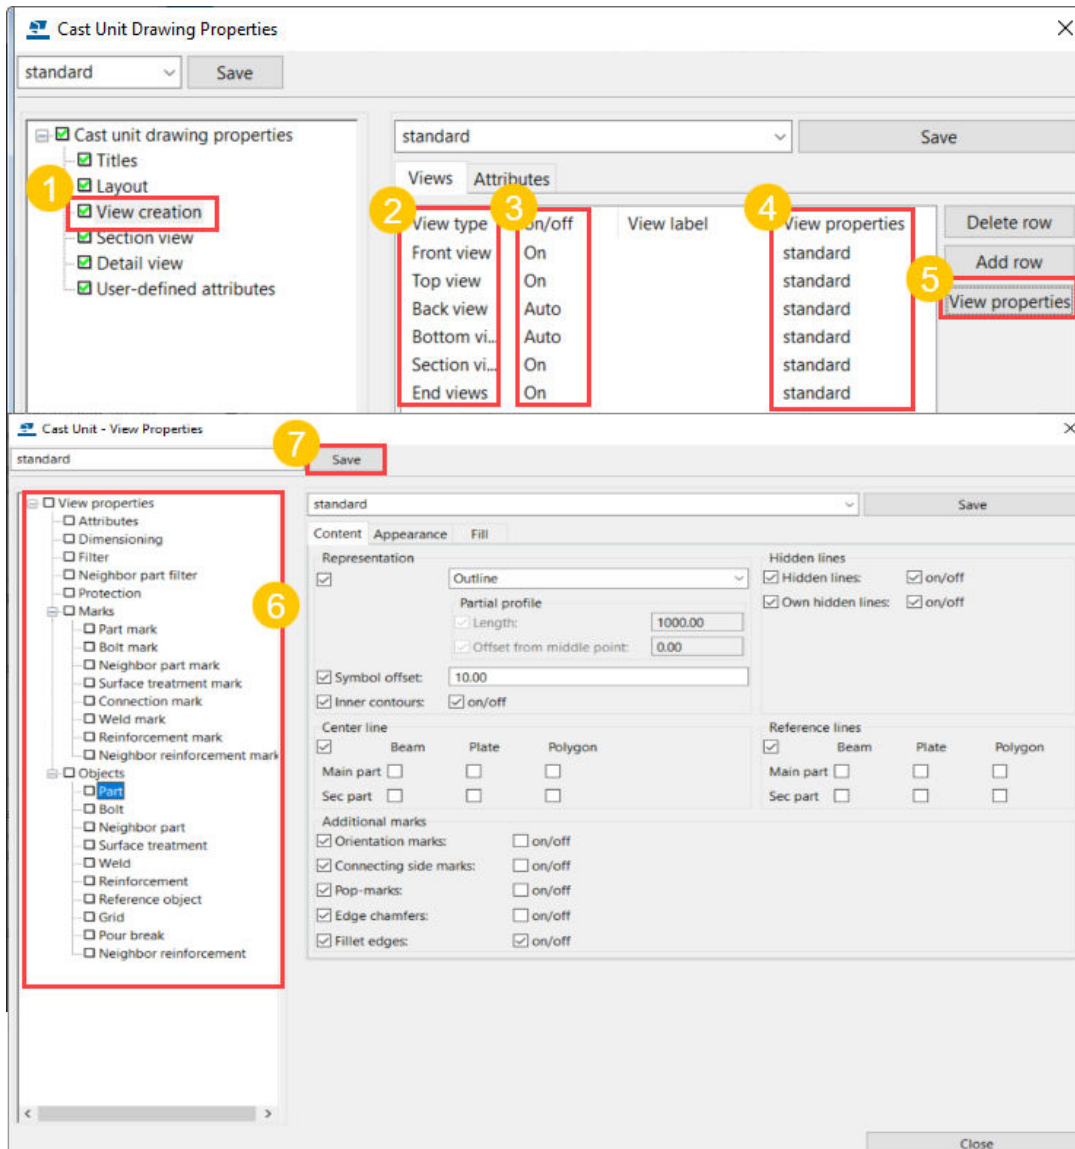 Cast Unit Drawing Properties
standard Save
Cast unit drawing properties
Titles
Layout
View creation
Section view
Detail view
User-defined attributes
1
standard Save
Views Attributes
2 3 4 5
View type on/off View label View properties
Front view On standard
Top view On standard
Back view Auto standard
Bottom vi... Auto standard
Section vi... On standard
End views On standard
Delete row
Add row
View properties
Cast Unit - View Properties
standard 7 Save
View properties
Attributes
Dimensioning
Filter
Neighbor part filter
Protection
Marks
Part mark
Bolt mark
Neighbor part mark
Surface treatment mark
Connection mark
Weld mark
Reinforcement mark
Neighbor reinforcement mark
Objects
Part
Bolt
Neighbor part
Surface treatment
Weld
Reinforcement
Reference object
Grid
Pour break
Neighbor reinforcement
6
standard Save
Content Appearance Fill
Representation
Outline
Partial profile
Length: 1000.00
Offset from middle point: 0.00
Symbol offset: 10.00
Inner contours: on/off
Hidden lines
Hidden lines: on/off
Own hidden lines: on/off
Center line
Beam Plate Polygon
Main part
Sec part
Reference lines
Beam Plate Polygon
Main part
Sec part
Additional marks
Orientation marks: on/off
Connecting side marks: on/off
Pop-marks: on/off
Edge chamfers: on/off
Fillet edges: on/off
Close